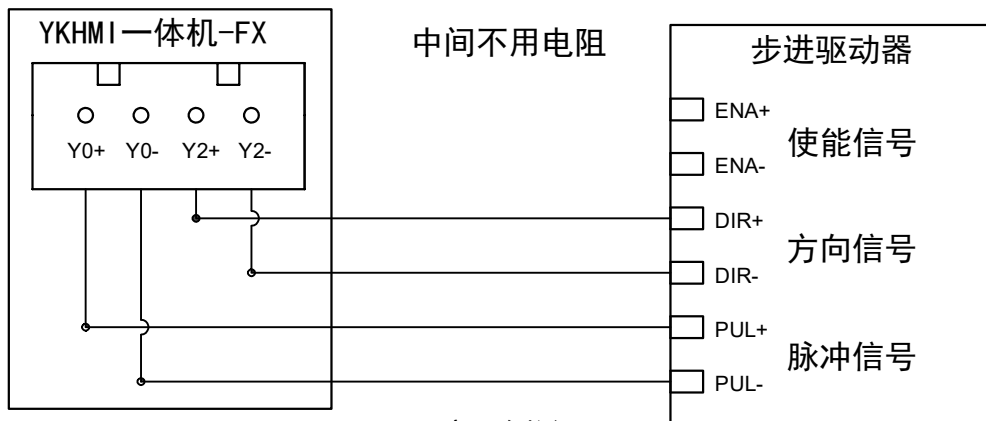 YKHMI一体机-FX
中间不用电阻
步进驱动器
Y0+ Y0- Y2+ Y2-
ENA+
使能信号
ENA-
DIR+
方向信号
DIR-
PUL+
脉冲信号
PUL-